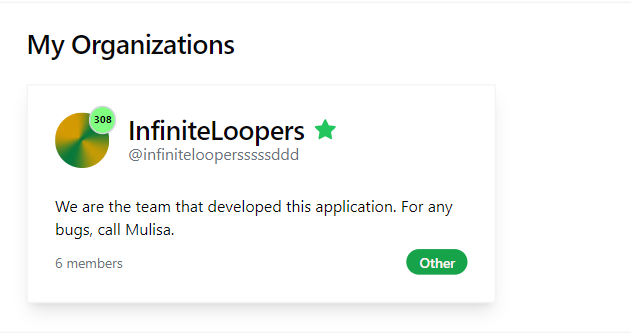 My Organizations
308
InfiniteLoopers
@infiniteloopersssssddd
We are the team that developed this application. For any
bugs, call Mulisa.
6 members
Other